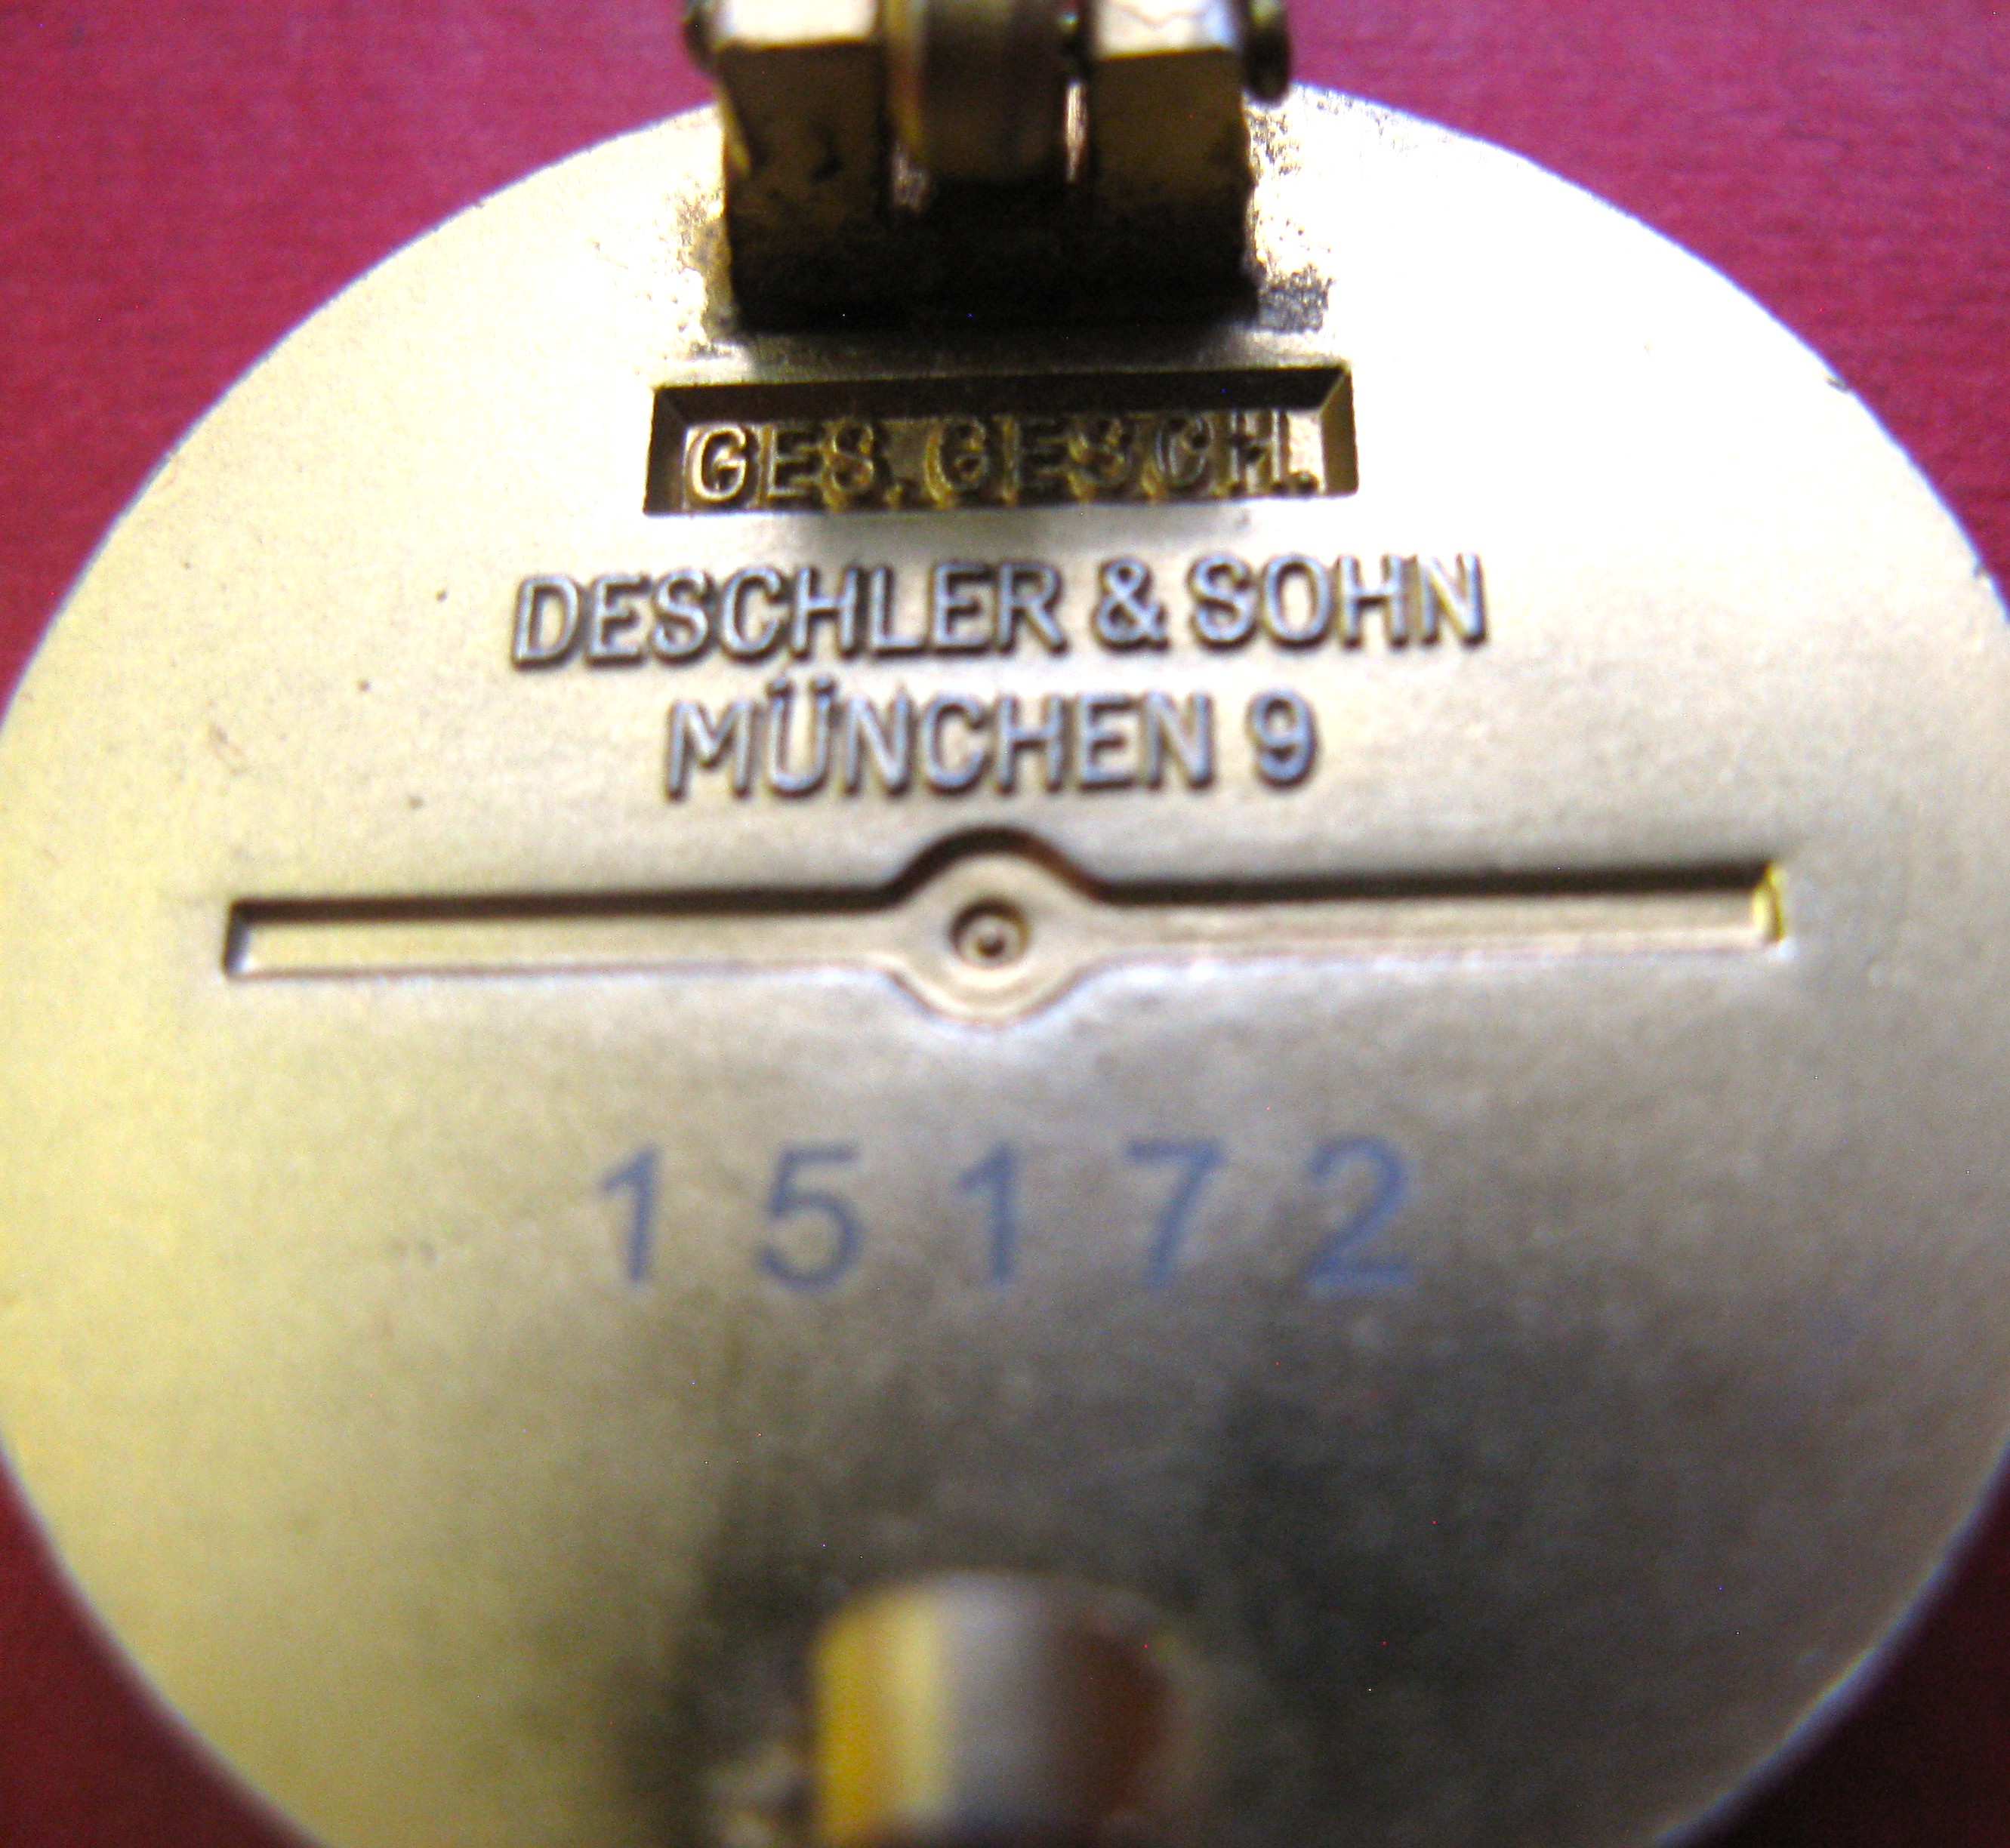 GES. GESCH.
DESCHLER & SOHN
MÜNCHEN 9
15172